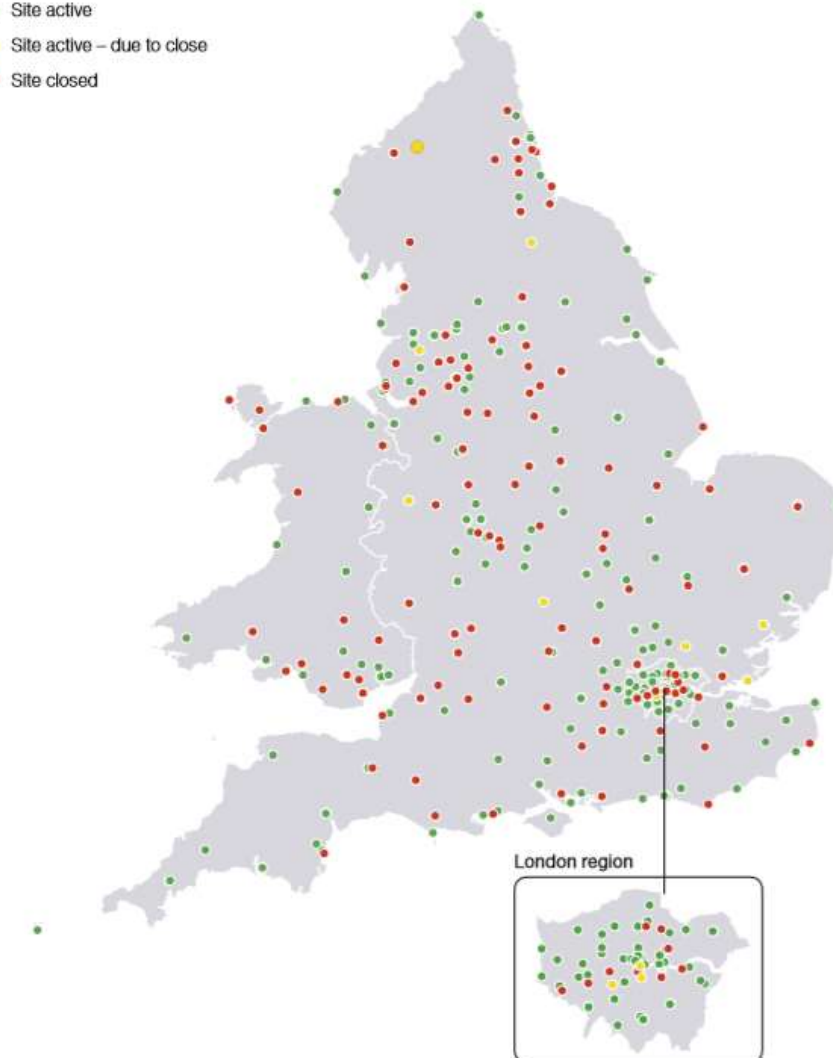 Site active
Site active – due to close
Site closed
London region